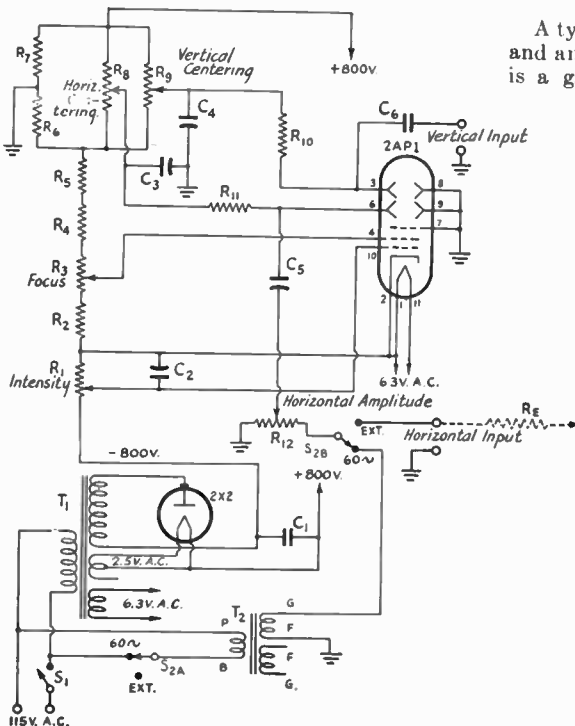 A ty
and an
is a g
+800V.
R7
R8
R9
Vertical
Centering
Horiz.
tering.
R6
C4
R10
C6
Vertical Input
2AP1
C3
R5
R11
3
8
6
9
7
4
10
R4
R3
Focus
C5
2
1
11
R2
R1
Intensity
C2
6.3V. A.C.
Horizontal Amplitude
R12
EXT.
RE
S2B
60~
Horizontal Input
-800V.
+800V.
T1
2X2
C1
2.5V. A.C.
6.3V. A.C.
T2
G
P
F
60~
F
S1
S2A
B
EXT.
G.
115V. A.C.